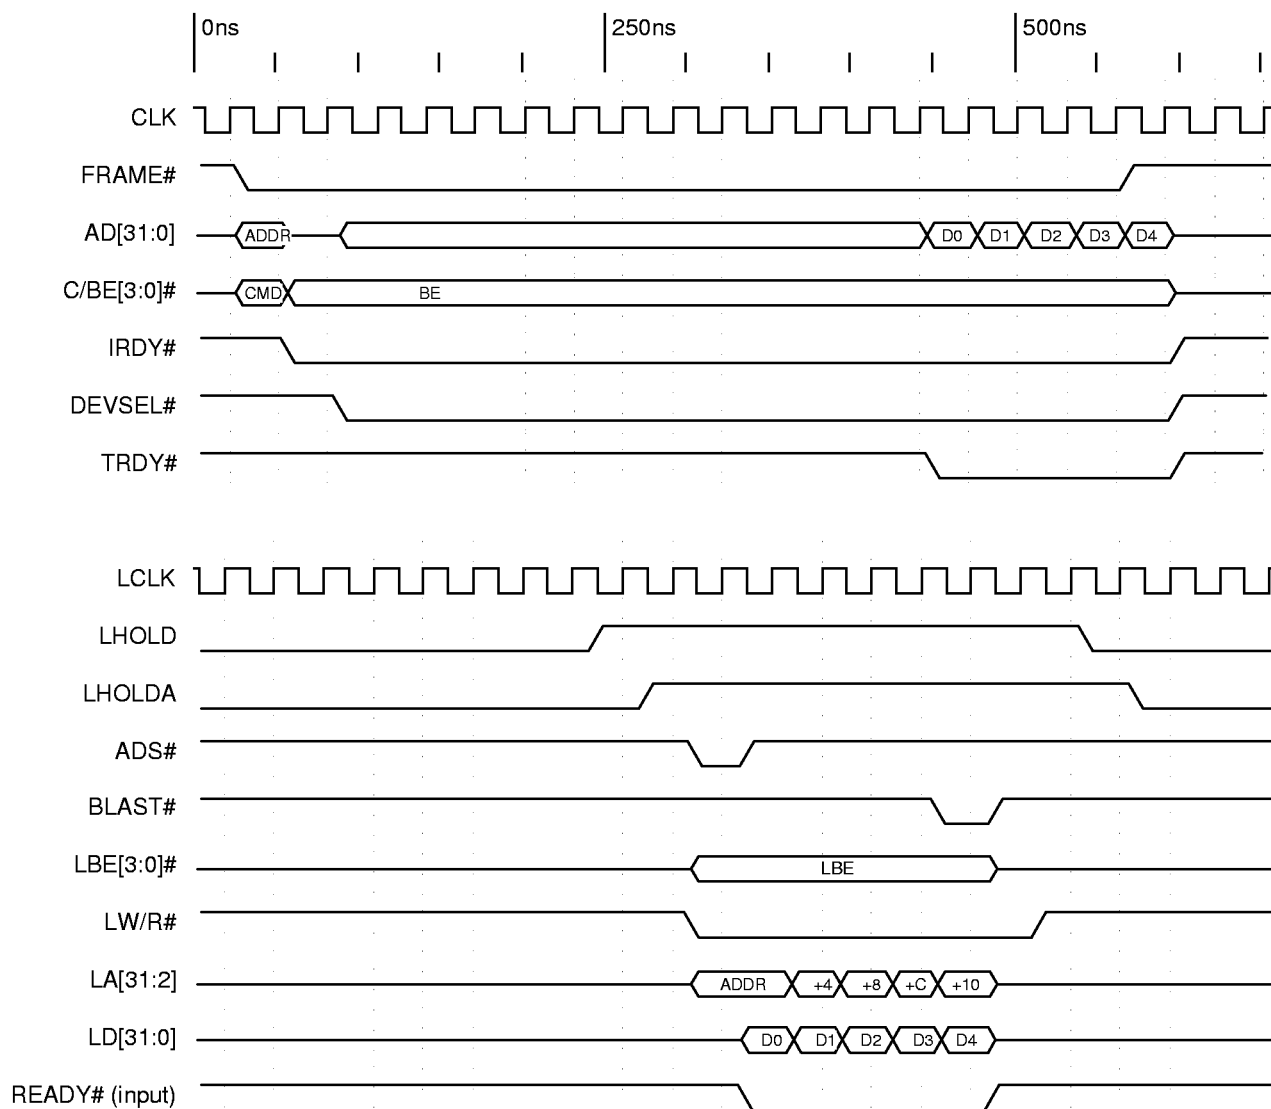 0ns 250ns 500ns
CLK
FRAME#
AD[31:0] ADDR D0 D1 D2 D3 D4
C/BE[3:0]# CMD BE
IRDY#
DEVSEL#
TRDY#
LCLK
LHOLD
LHOLDA
ADS#
BLAST#
LBE[3:0]# LBE
LW/R#
LA[31:2] ADDR +4 +8 +C +10
LD[31:0] D0 D1 D2 D3 D4
READY# (input)